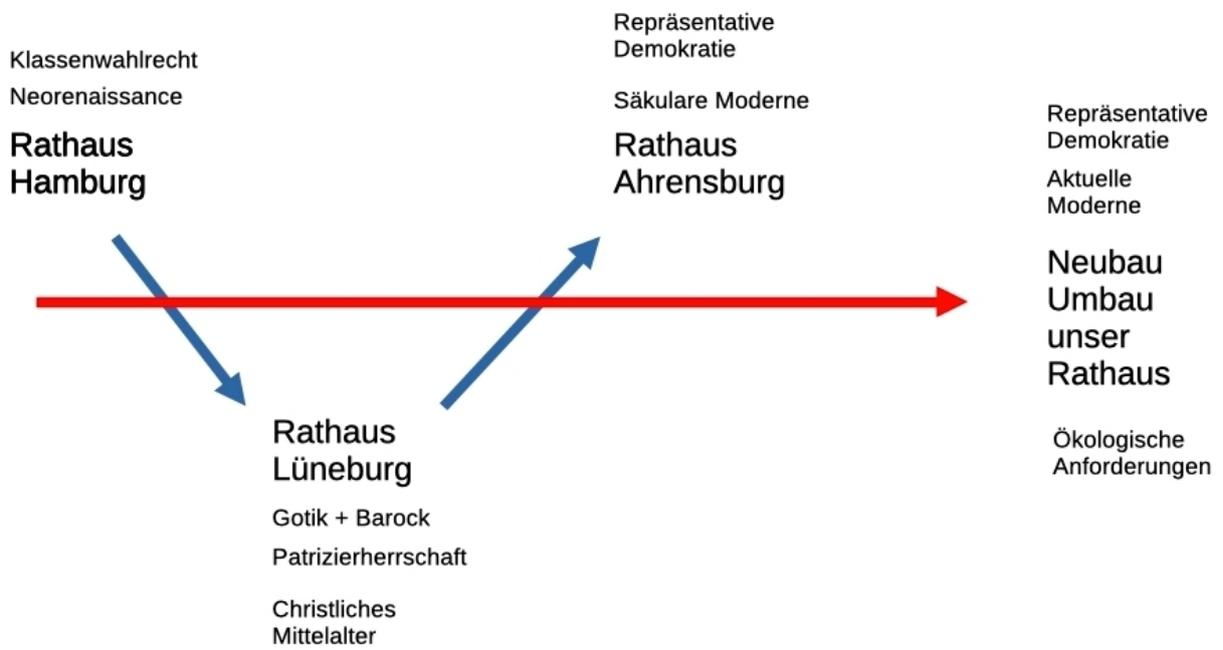 Klassenwahlrecht
Neorenaissance
Rathaus
Hamburg
Rathaus
Lüneburg
Gotik + Barock
Patrizierherrschaft
Christliches
Mittelalter
Repräsentative
Demokratie
Säkulare Moderne
Rathaus
Ahrensburg
Repräsentative
Demokratie
Aktuelle
Moderne
Neubau
Umbau
unser
Rathaus
Ökologische
Anforderungen